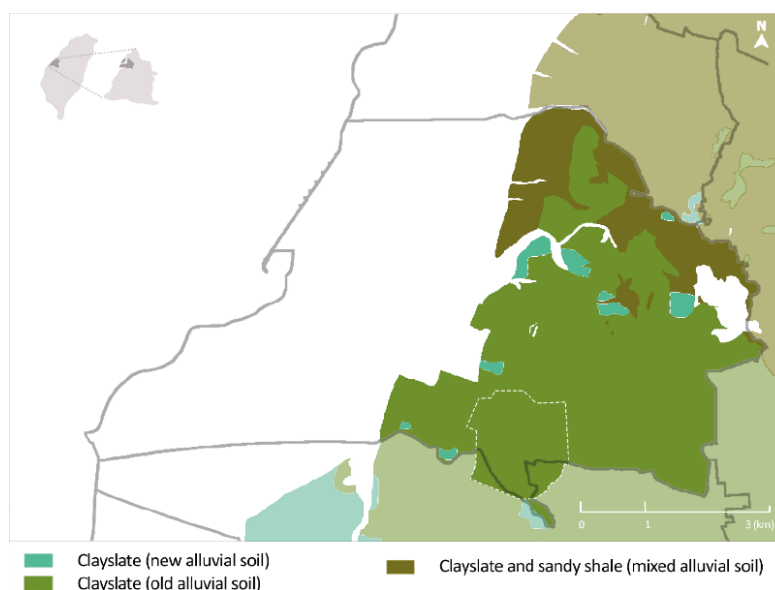 N
0 1 3 (km)
Clayslate (new alluvial soil)
Clayslate (old alluvial soil)
Clayslate and sandy shale (mixed alluvial soil)